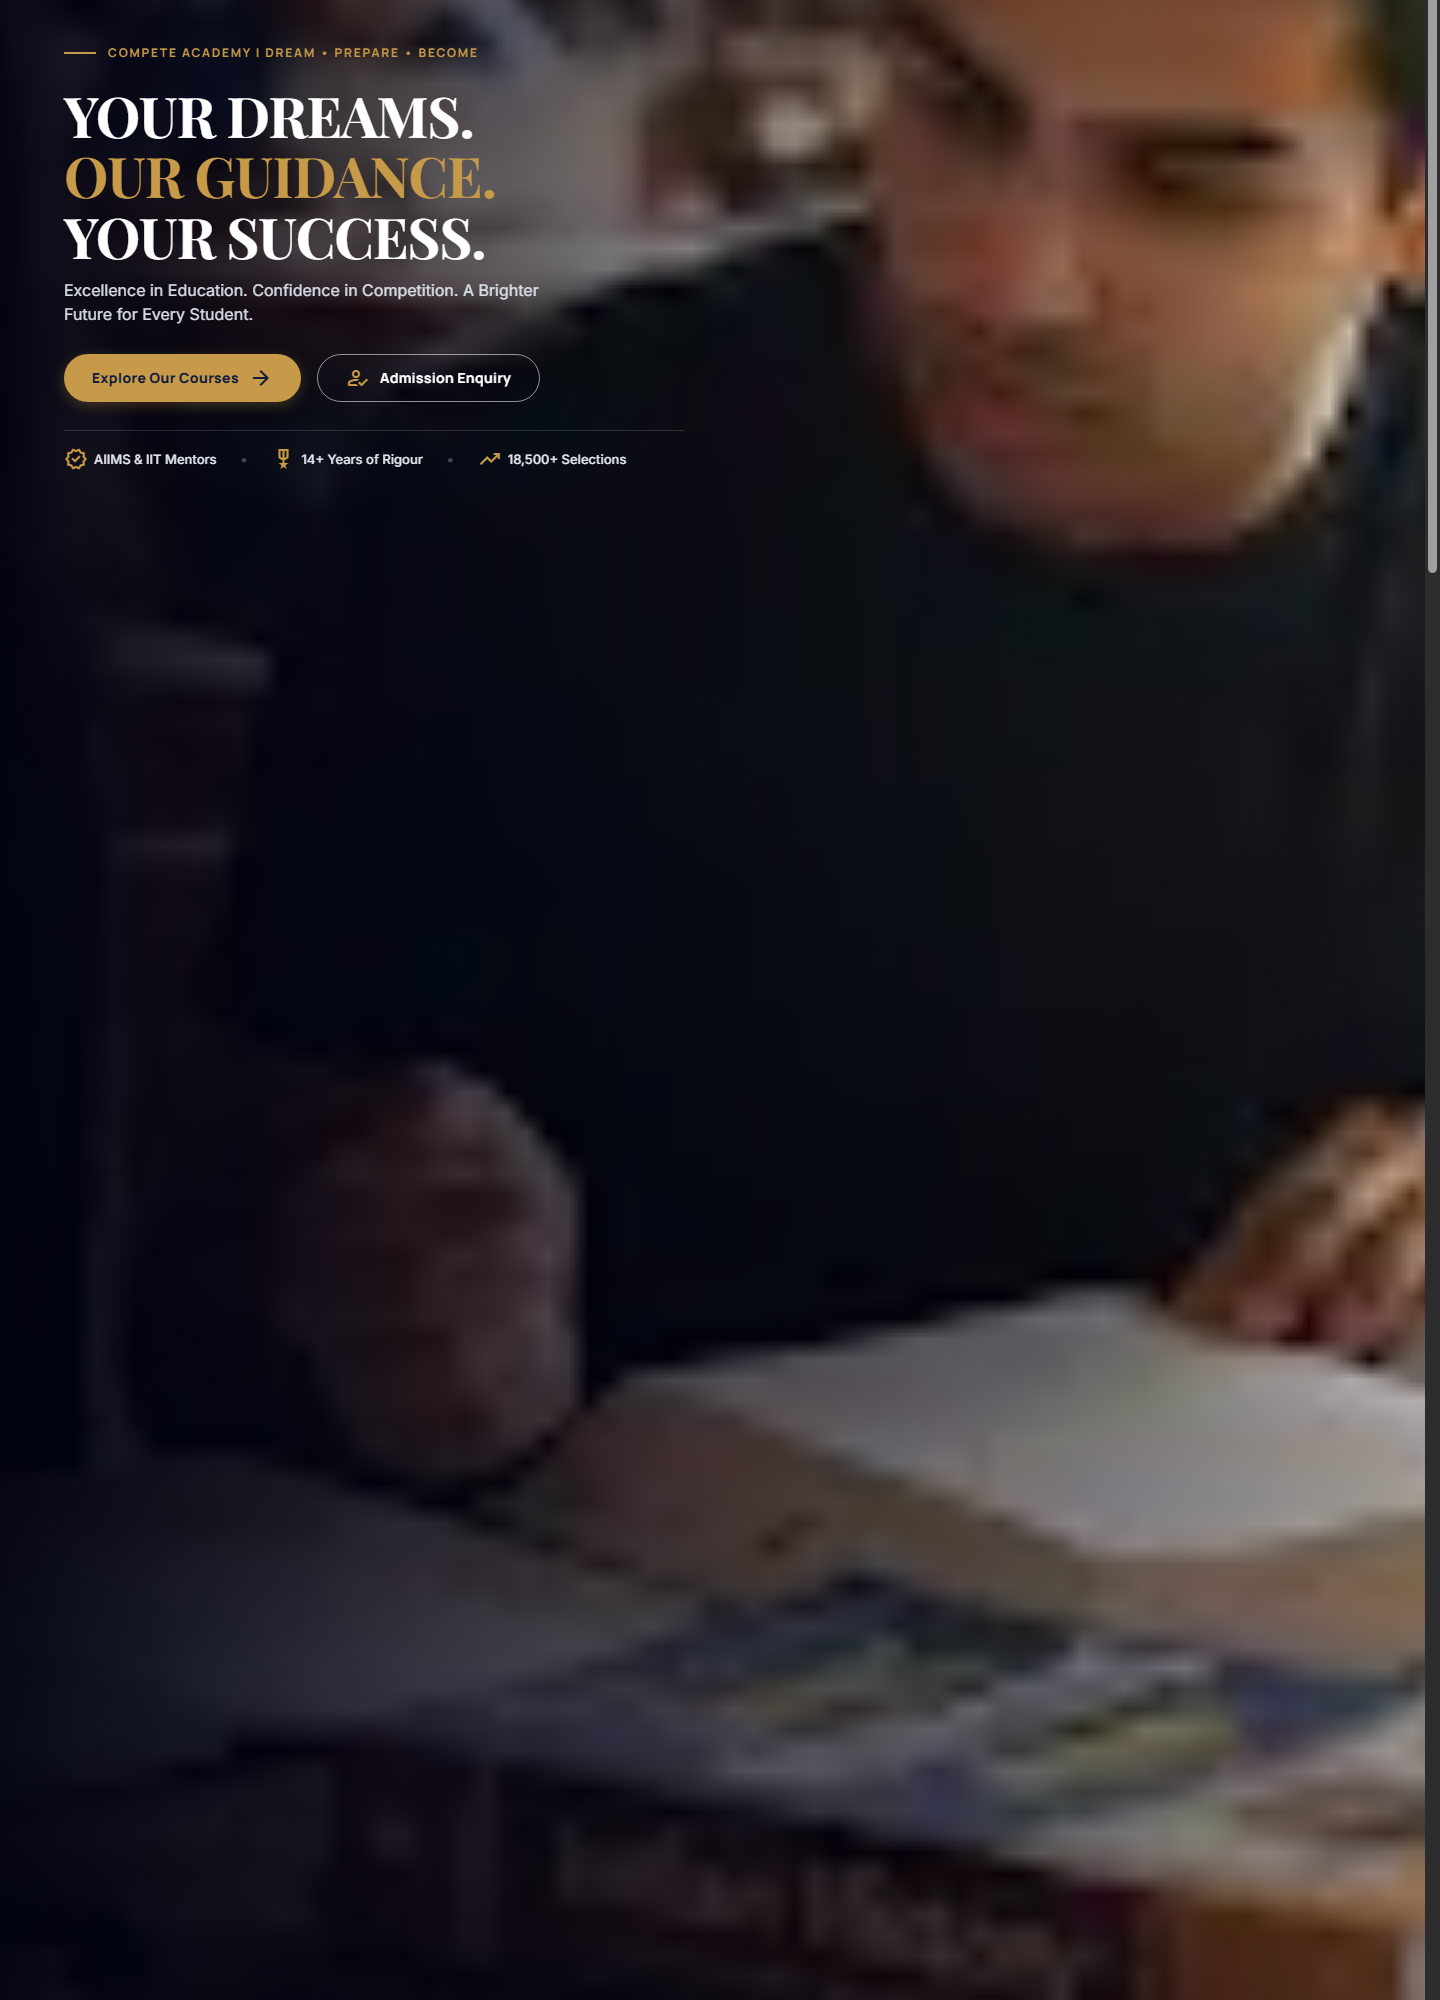 COMPETE ACADEMY I DREAM • PREPARE • BECOME
YOUR DREAMS.
OUR GUIDANCE.
YOUR SUCCESS.
Excellence in Education. Confidence in Competition. A Brighter
Future for Every Student.
Explore Our Courses
Admission Enquiry
AIIMS & IIT Mentors • 14+ Years of Rigour • 18,500+ Selections